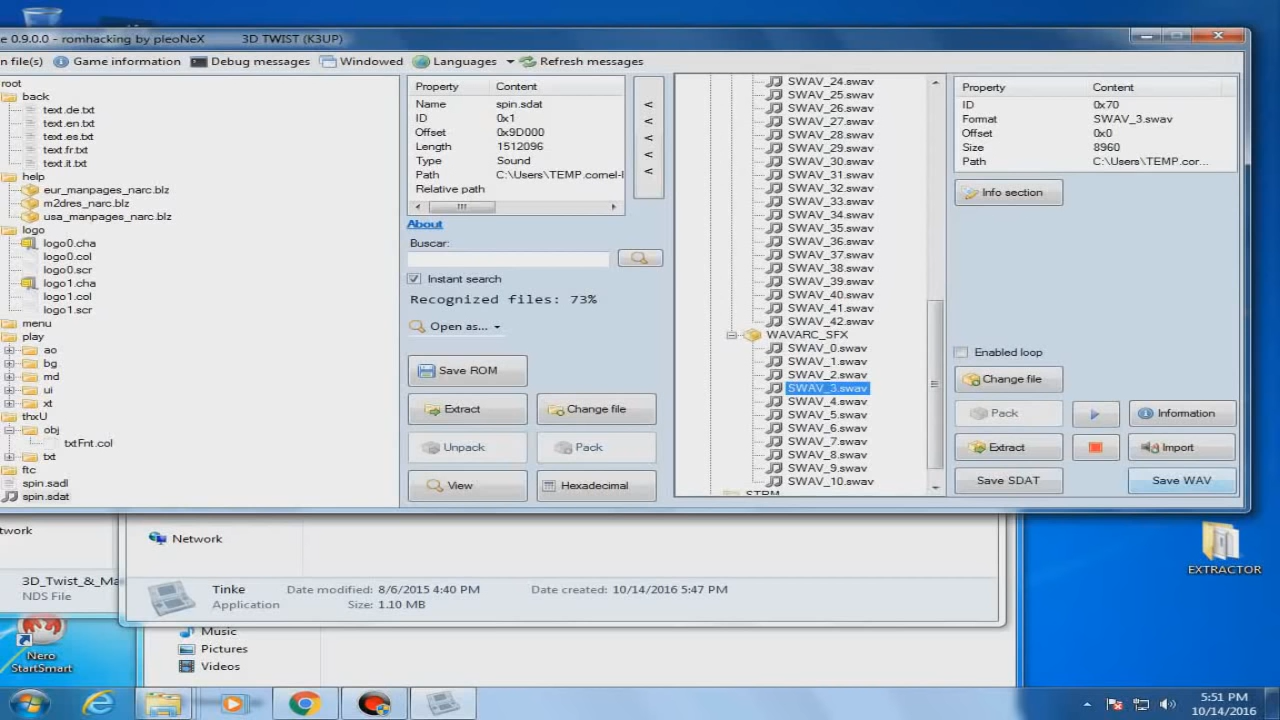 e 0.9.0.0 - romhacking by pleoNeX 3D TWIST (K3UP)
n file(s) Game information Debug messages Windowed Languages Refresh messages
root
back
text.de.txt
text.en.txt
text.es.txt
text.fr.txt
text.it.txt
help
eur_manpages_narc.blz
m2dres_narc.blz
usa_manpages_narc.blz
logo
logo0.cha
logo0.col
logo0.scr
logo1.cha
logo1.col
logo1.scr
menu
play
ao
bg
md
ui
xt
thxU
obj
txtFnt.col
txt
ftc
spin.sadl
spin.sdat
Property Content
Name spin.sdat
ID 0x1
Offset 0x9D000
Length 1512096
Type Sound
Path C:\Users\TEMP.cornel-l
Relative path
About
Buscar:
Instant search
Recognized files: 73%
Open as...
Save ROM
Extract Change file
Unpack Pack
View Hexadecimal
<
<
<
<
<
SWAV_24.swav
SWAV_25.swav
SWAV_26.swav
SWAV_27.swav
SWAV_28.swav
SWAV_29.swav
SWAV_30.swav
SWAV_31.swav
SWAV_32.swav
SWAV_33.swav
SWAV_34.swav
SWAV_35.swav
SWAV_36.swav
SWAV_37.swav
SWAV_38.swav
SWAV_39.swav
SWAV_40.swav
SWAV_41.swav
SWAV_42.swav
WAVARC_SFX
SWAV_0.swav
SWAV_1.swav
SWAV_2.swav
SWAV_3.swav
SWAV_4.swav
SWAV_5.swav
SWAV_6.swav
SWAV_7.swav
SWAV_8.swav
SWAV_9.swav
SWAV_10.swav
STRM
Property Content
ID 0x70
Format SWAV_3.swav
Offset 0x0
Size 8960
Path C:\Users\TEMP.cor...
Info section
Enabled loop
Change file
Pack Information
Extract Import
Save SDAT Save WAV
twork
Network
3D_Twist_&_Ma
NDS File
Tinke Date modified: 8/6/2015 4:40 PM Date created: 10/14/2016 5:47 PM
Application Size: 1.10 MB
Music
Pictures
Videos
EXTRACTOR
Nero
StartSmart
5:51 PM
10/14/2016